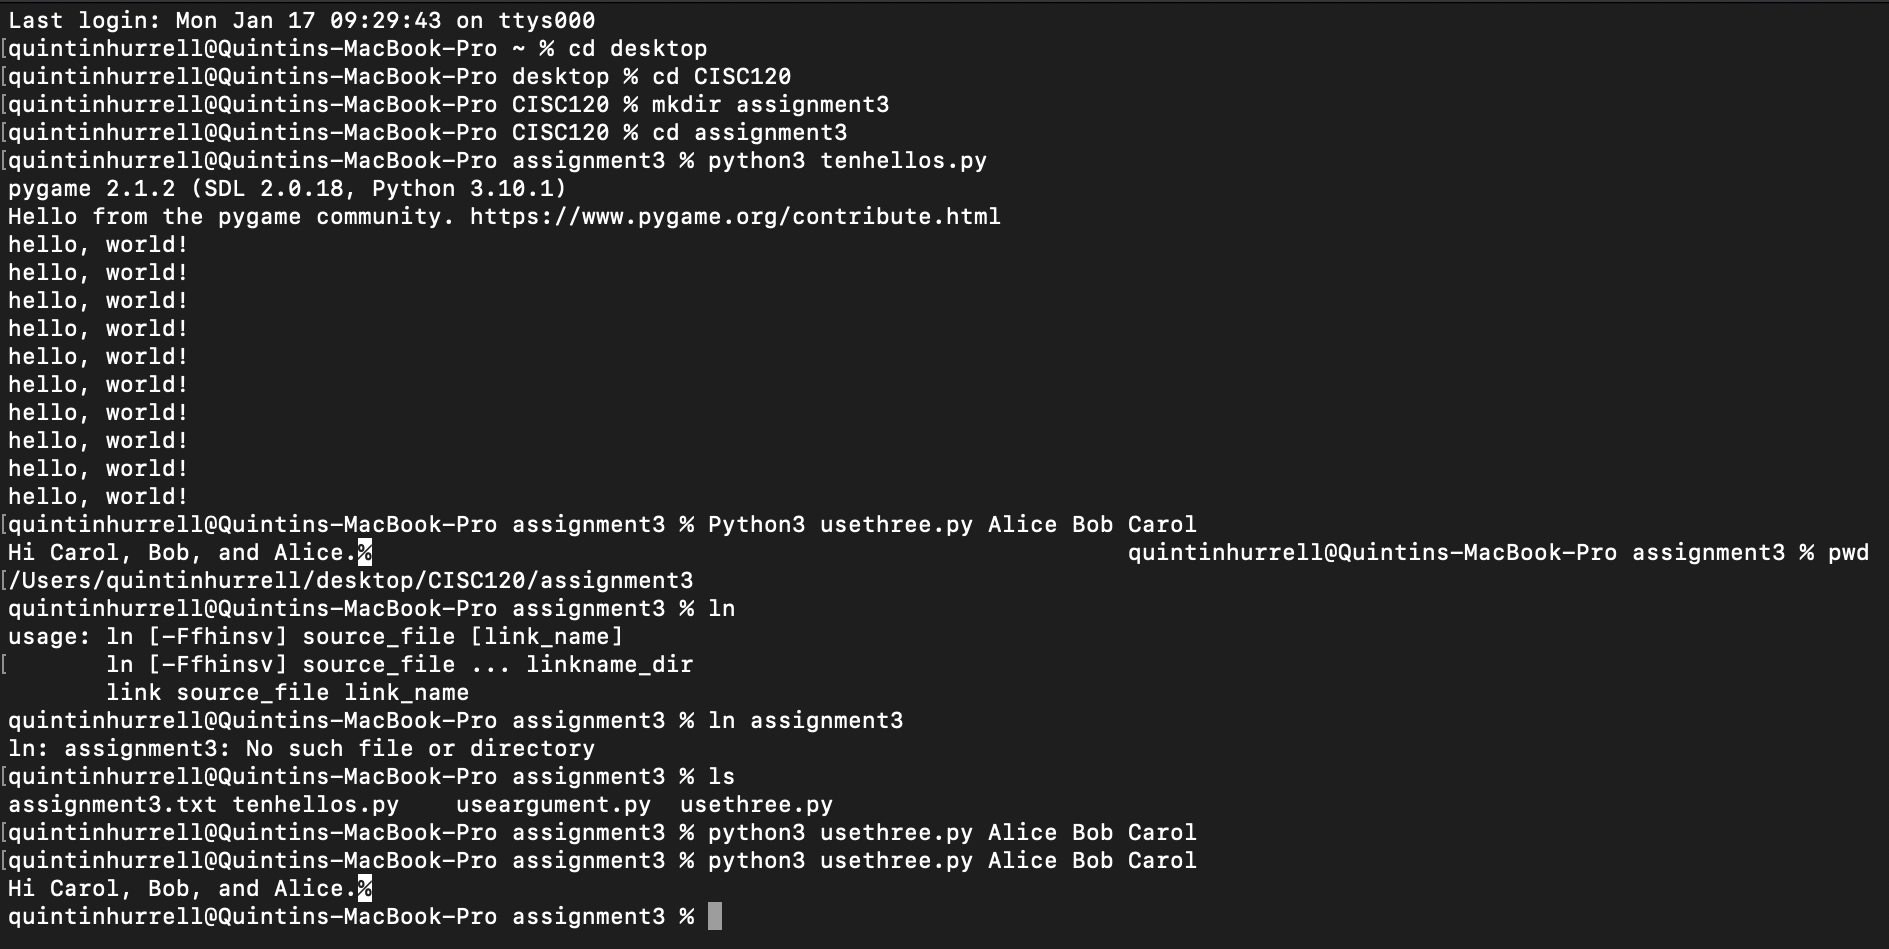 Last login: Mon Jan 17 09:29:43 on ttys000
[quintinhurrell@Quintins-MacBook-Pro ~ % cd desktop
[quintinhurrell@Quintins-MacBook-Pro desktop % cd CISC120
[quintinhurrell@Quintins-MacBook-Pro CISC120 % mkdir assignment3
[quintinhurrell@Quintins-MacBook-Pro CISC120 % cd assignment3
[quintinhurrell@Quintins-MacBook-Pro assignment3 % python3 tenhellos.py
pygame 2.1.2 (SDL 2.0.18, Python 3.10.1)
Hello from the pygame community. https://www.pygame.org/contribute.html
hello, world!
hello, world!
hello, world!
hello, world!
hello, world!
hello, world!
hello, world!
hello, world!
hello, world!
hello, world!
[quintinhurrell@Quintins-MacBook-Pro assignment3 % Python3 usethree.py Alice Bob Carol
Hi Carol, Bob, and Alice.% quintinhurrell@Quintins-MacBook-Pro assignment3 % pwd
[/Users/quintinhurrell/desktop/CISC120/assignment3
quintinhurrell@Quintins-MacBook-Pro assignment3 % ln
usage: ln [-Ffhinsv] source_file [link_name]
[       ln [-Ffhinsv] source_file ... linkname_dir
       link source_file link_name
quintinhurrell@Quintins-MacBook-Pro assignment3 % ln assignment3
ln: assignment3: No such file or directory
[quintinhurrell@Quintins-MacBook-Pro assignment3 % ls
assignment3.txt tenhellos.py    useargument.py  usethree.py
[quintinhurrell@Quintins-MacBook-Pro assignment3 % python3 usethree.py Alice Bob Carol
[quintinhurrell@Quintins-MacBook-Pro assignment3 % python3 usethree.py Alice Bob Carol
Hi Carol, Bob, and Alice.%
quintinhurrell@Quintins-MacBook-Pro assignment3 %